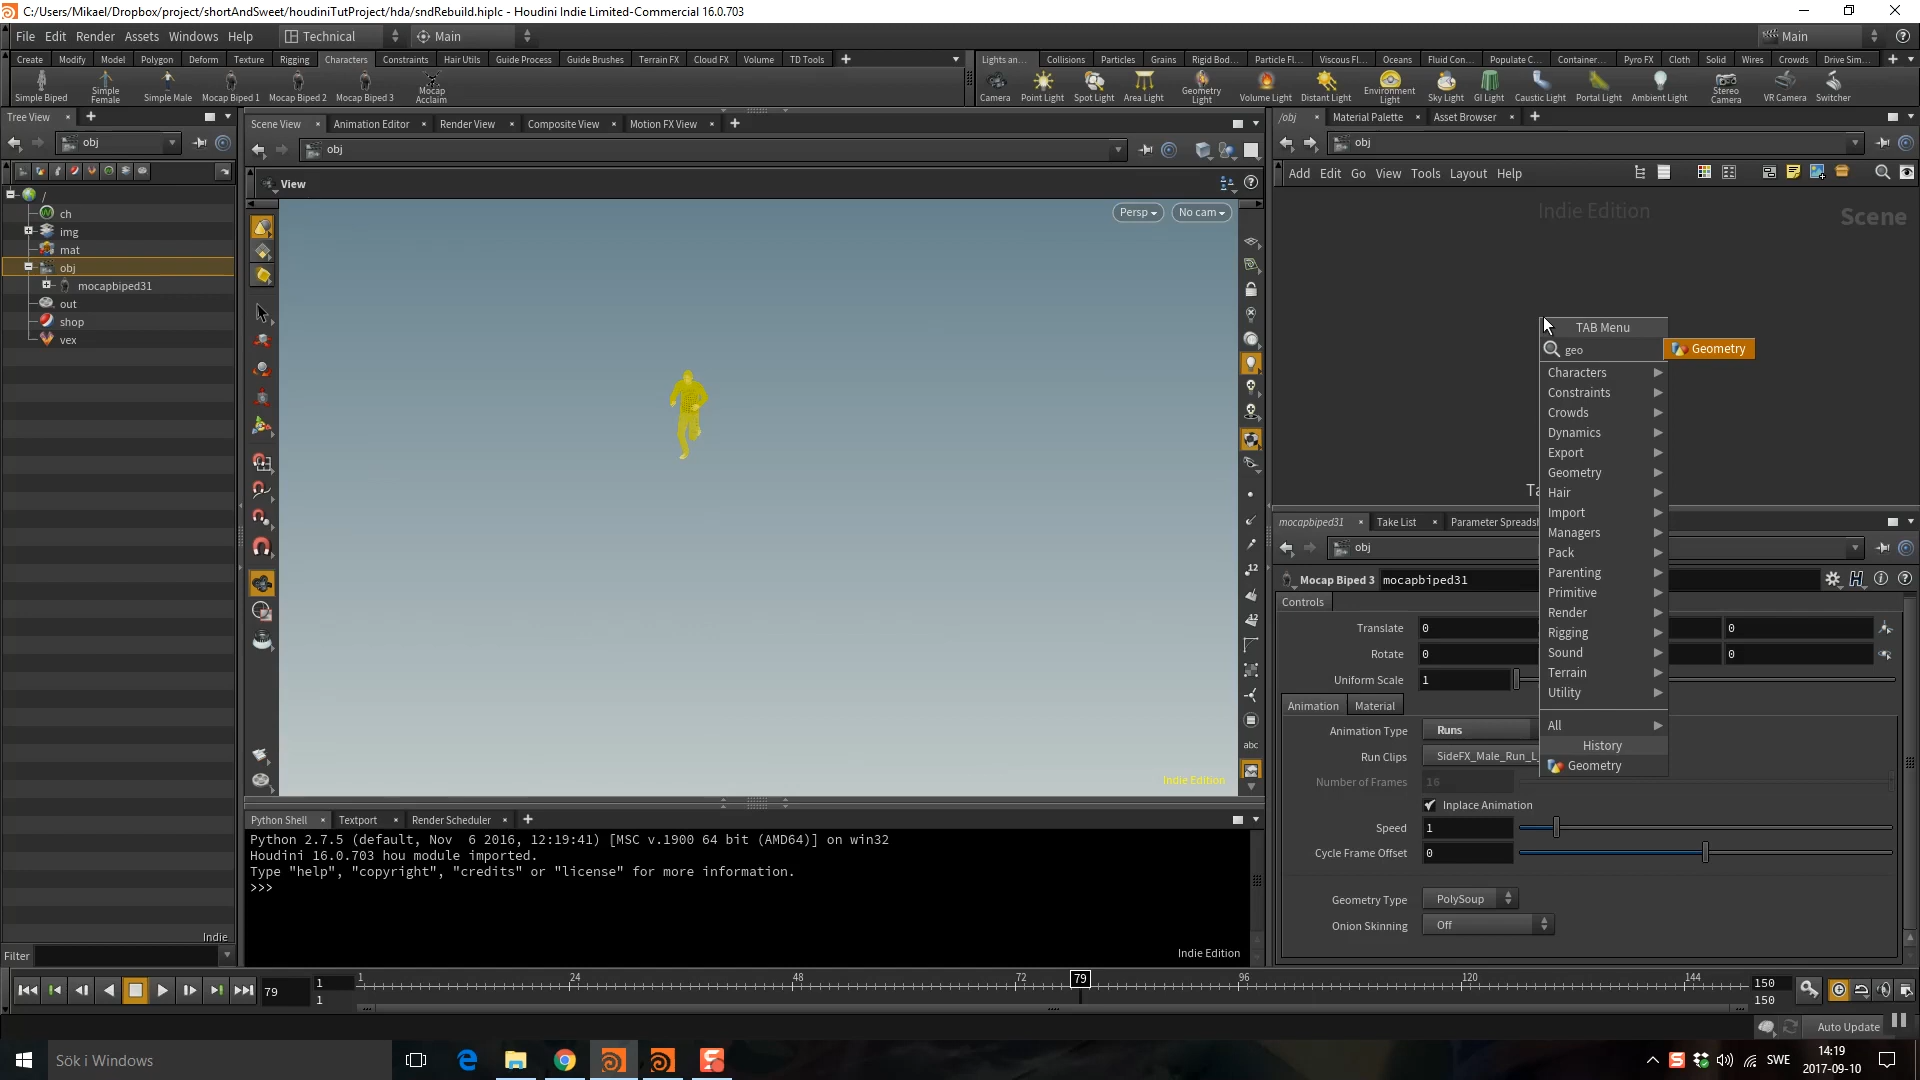 C:/Users/Mikael/Dropbox/project/shortAndSweet/houdiniTutProject/hda/sndRebuild.hiplc - Houdini Indie Limited-Commercial 16.0.703
File Edit Render Assets Windows Help Technical Main Main
Create Modify Model Polygon Deform Texture Rigging Characters Constraints Hair Utils Guide Process Guide Brushes Terrain FX Cloud FX Volume TD Tools
Lights an... Collisions Particles Grains Rigid Bod... Particle Fl... Viscous Fl... Oceans Fluid Con... Populate C... Container... Pyro FX Cloth Solid Wires Crowds Drive Sim...
Simple Biped Simple Female Simple Male Mocap Biped 1 Mocap Biped 2 Mocap Biped 3 Mocap Acclaim
Camera Point Light Spot Light Area Light Geometry Light Volume Light Distant Light Environment Light Sky Light GI Light Caustic Light Portal Light Ambient Light Stereo Camera VR Camera Switcher
Tree View
obj
/
ch
img
mat
obj
mocapbiped31
out
shop
vex
Indie
Filter
Scene View Animation Editor Render View Composite View Motion FX View
obj
View
Persp No cam
12
12
abc
Indie Edition
Python Shell Textport Render Scheduler
Python 2.7.5 (default, Nov  6 2016, 12:19:41) [MSC v.1900 64 bit (AMD64)] on win32
Houdini 16.0.703 hou module imported.
Type "help", "copyright", "credits" or "license" for more information.
>>>
Indie Edition
/obj Material Palette Asset Browser
obj
Add Edit Go View Tools Layout Help
Indie Edition Scene
TAB Menu
geo Geometry
Characters
Constraints
Crowds
Dynamics
Export
Geometry
Hair
Import
Managers
Pack
Parenting
Primitive
Render
Rigging
Sound
Terrain
Utility
All
History
Geometry
mocapbiped31 Take List Parameter Spreadsh
obj
Mocap Biped 3 mocapbiped31
Controls
Translate 0 0
Rotate 0 0
Uniform Scale 1
Animation Material
Animation Type Runs
Run Clips SideFX_Male_Run_L
Number of Frames 16
Inplace Animation
Speed 1
Cycle Frame Offset 0
Geometry Type PolySoup
Onion Skinning Off
79 1 1 1 24 48 72 79 96 120 144 150 150
Auto Update
Sök i Windows
SWE 14:19
2017-09-10